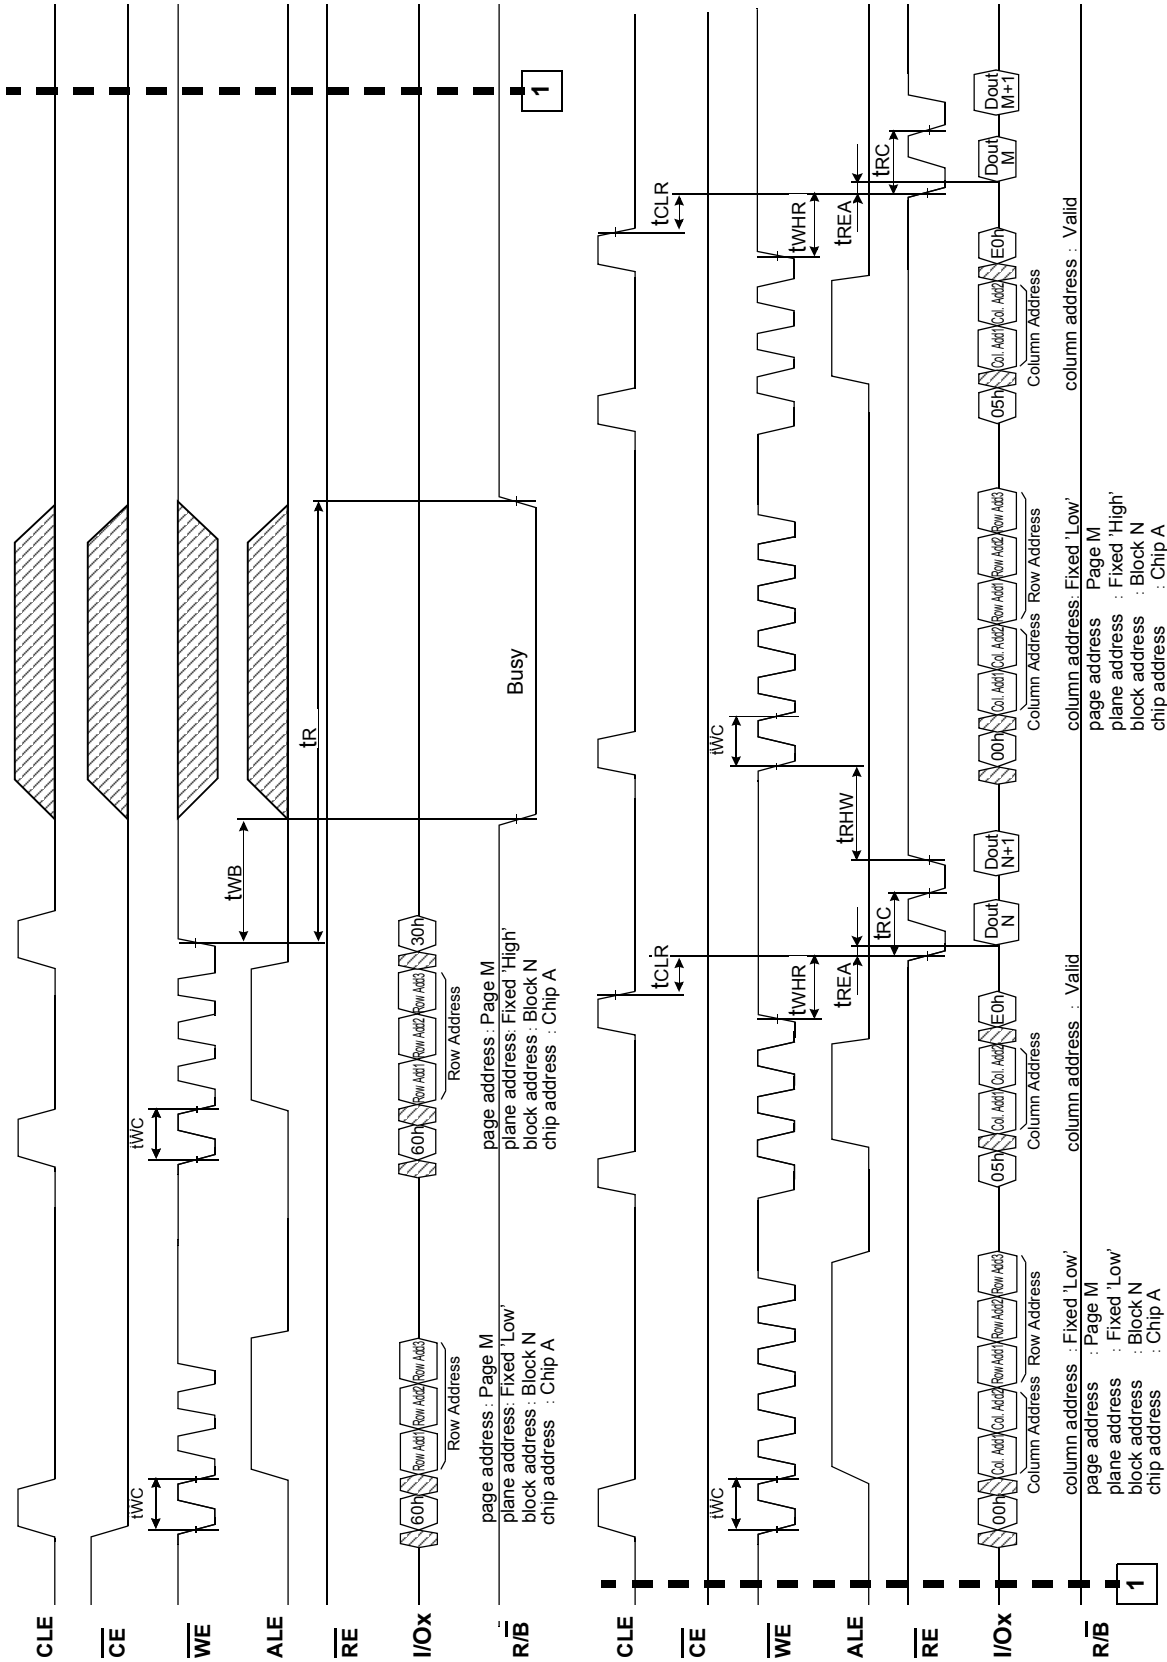 CLE
CE
WE
ALE
RE
I/Ox
R/B
tWC
tWC
tWB
tR
Busy
60h Row Add1 Row Add2 Row Add3
Row Address
60h Row Add1 Row Add2 Row Add3 30h
Row Address
page address : Page M
plane address: Fixed 'Low'
block address : Block N
chip address : Chip A
page address : Page M
plane address: Fixed 'High'
block address : Block N
chip address : Chip A
1
CLE
CE
WE
ALE
RE
I/Ox
R/B
1
tCLR
tCLR
tWC
tWHR
tWC
tWHR
tREA
tRHW
tREA
tRC
tRC
00h Col. Add1 Col. Add2 Row Add1 Row Add2 Row Add3
Column Address Row Address
05h Col. Add1 Col. Add2 E0h
Column Address
Dout N
Dout N+1
00h Col. Add1 Col. Add2 Row Add1 Row Add2 Row Add3
Column Address Row Address
05h Col. Add1 Col. Add2 E0h
Column Address
Dout M
Dout M+1
column address : Fixed 'Low'
page address : Page M
plane address : Fixed 'Low'
block address : Block N
chip address : Chip A
column address : Valid
column address: Fixed 'Low'
page address Page M
plane address : Fixed 'High'
block address : Block N
chip address : Chip A
column address : Valid